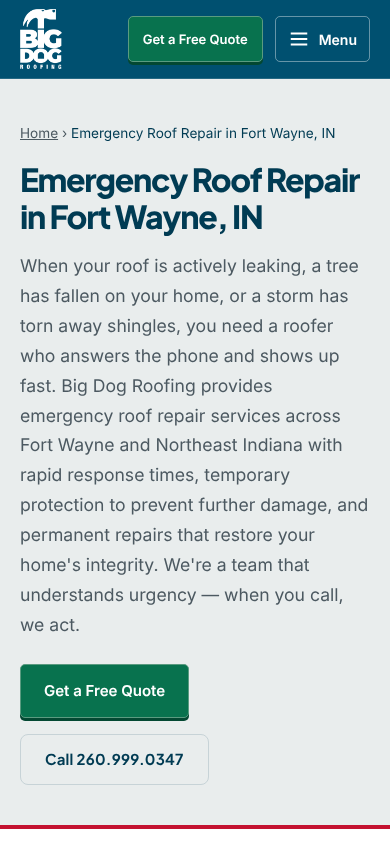 BIG
DOG
ROOFING
Get a Free Quote
Menu
Home › Emergency Roof Repair in Fort Wayne, IN
Emergency Roof Repair
in Fort Wayne, IN
When your roof is actively leaking, a tree
has fallen on your home, or a storm has
torn away shingles, you need a roofer
who answers the phone and shows up
fast. Big Dog Roofing provides
emergency roof repair services across
Fort Wayne and Northeast Indiana with
rapid response times, temporary
protection to prevent further damage, and
permanent repairs that restore your
home's integrity. We're a team that
understands urgency — when you call,
we act.
Get a Free Quote
Call 260.999.0347